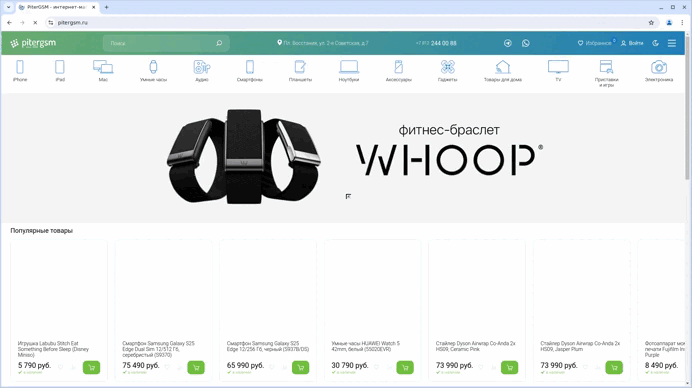 PiterGSM - интернет-ма
pitergsm.ru
pitergsm
Поиск
Пл. Восстания, ул. 2-я Советская, д.7
+7 812 244 00 88
Избранное
Войти
iPhone
iPad
Mac
Умные часы
Аудио
Смартфоны
Планшеты
Ноутбуки
Аксессуары
Гаджеты
Товары для дома
TV
Приставки
и игры
Электроника
фитнес-браслет
WHOOP®
Популярные товары
Игрушка Labubu Stitch Eat
Something Before Sleep (Disney
Miniso)
5 790 руб.
в наличии
Смартфон Samsung Galaxy S25
Edge Dual Sim 12/512 Гб,
серебристый (S9370)
75 490 руб.
в наличии
Смартфон Samsung Galaxy S25
Edge 12/256 Гб, черный (S937B/DS)
65 990 руб.
в наличии
Умные часы HUAWEI Watch 5
42mm, белый (55020EVR)
30 790 руб.
в наличии
Стайлер Dyson Airwrap Co-Anda 2x
HS09, Ceramic Pink
73 990 руб.
в наличии
Стайлер Dyson Airwrap Co-Anda 2x
HS09, Jasper Plum
73 990 руб.
в наличии
Фотоаппарат мо
печати Fujifilm In
Purple
8 490 руб.
в наличии